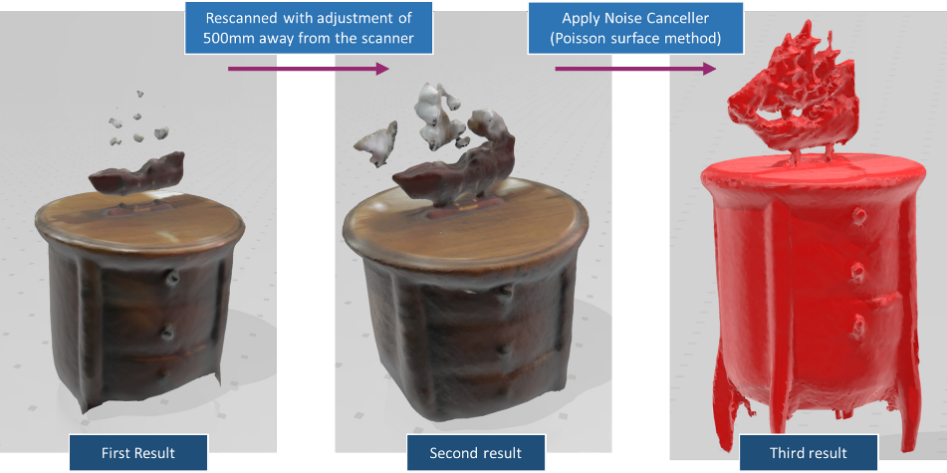 Rescanned with adjustment of
500mm away from the scanner
Apply Noise Canceller
(Poisson surface method)
First Result
Second result
Third result